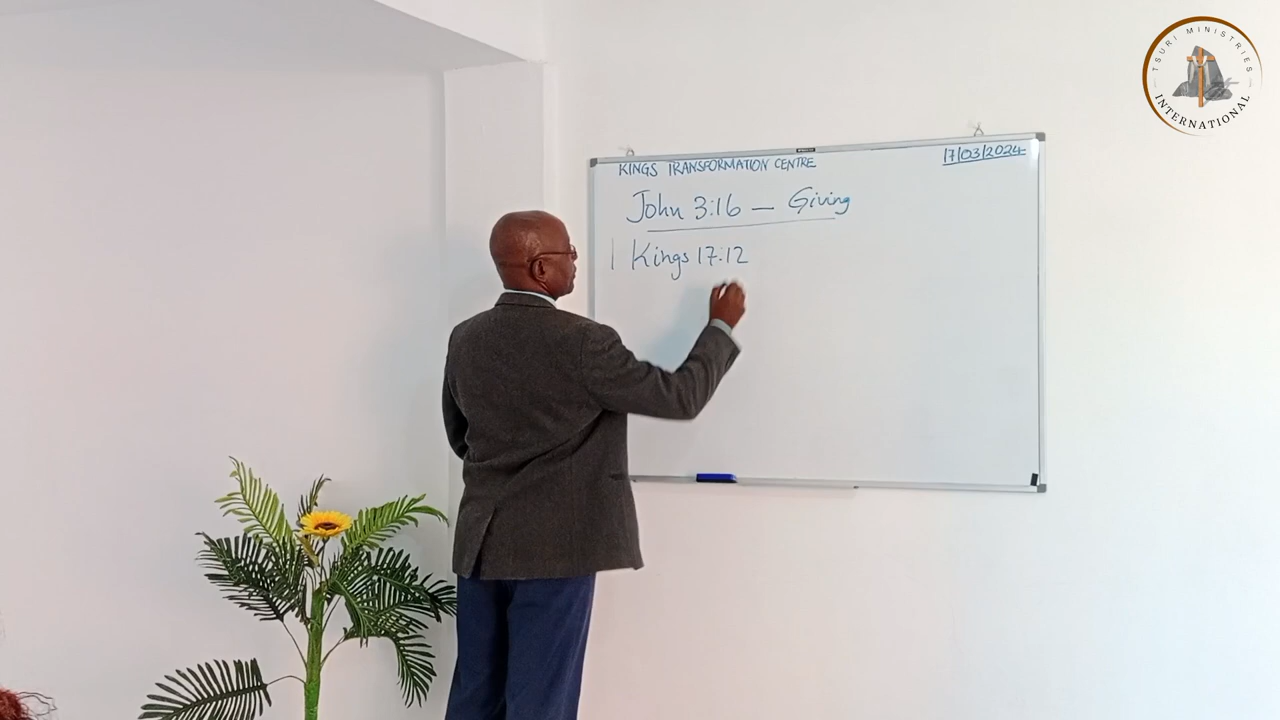 TSURI MINISTRIES
INTERNATIONAL
KINGS TRANSFORMATION CENTRE
17/03/2024
John 3:16 — Giving
1 Kings 17:12